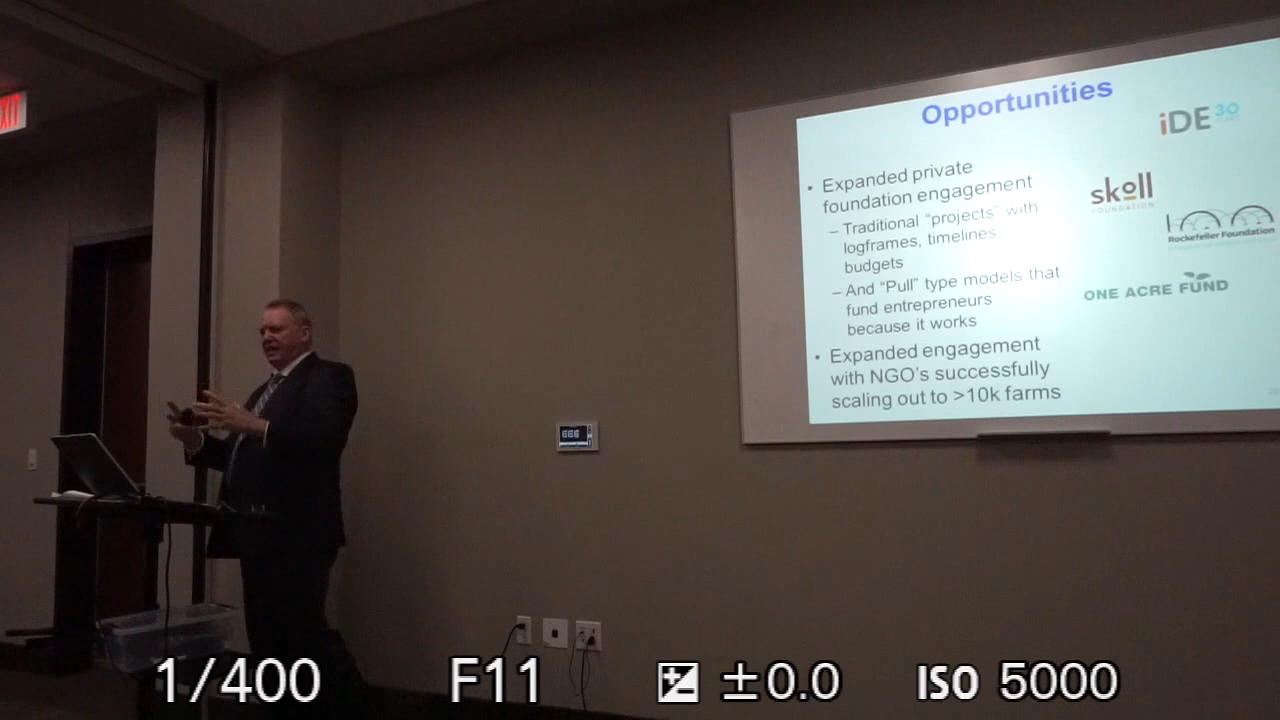 EXIT
Opportunities
iDE 30
• Expanded private
foundation engagement
– Traditional “projects” with
logframes, timelines
budgets
– And “Pull” type models that
fund entrepreneurs
because it works
• Expanded engagement
with NGO’s successfully
scaling out to >10k farms
skoll
FOUNDATION
Rockefeller Foundation
ONE ACRE FUND
1/400 F11 ±0.0 ISO 5000